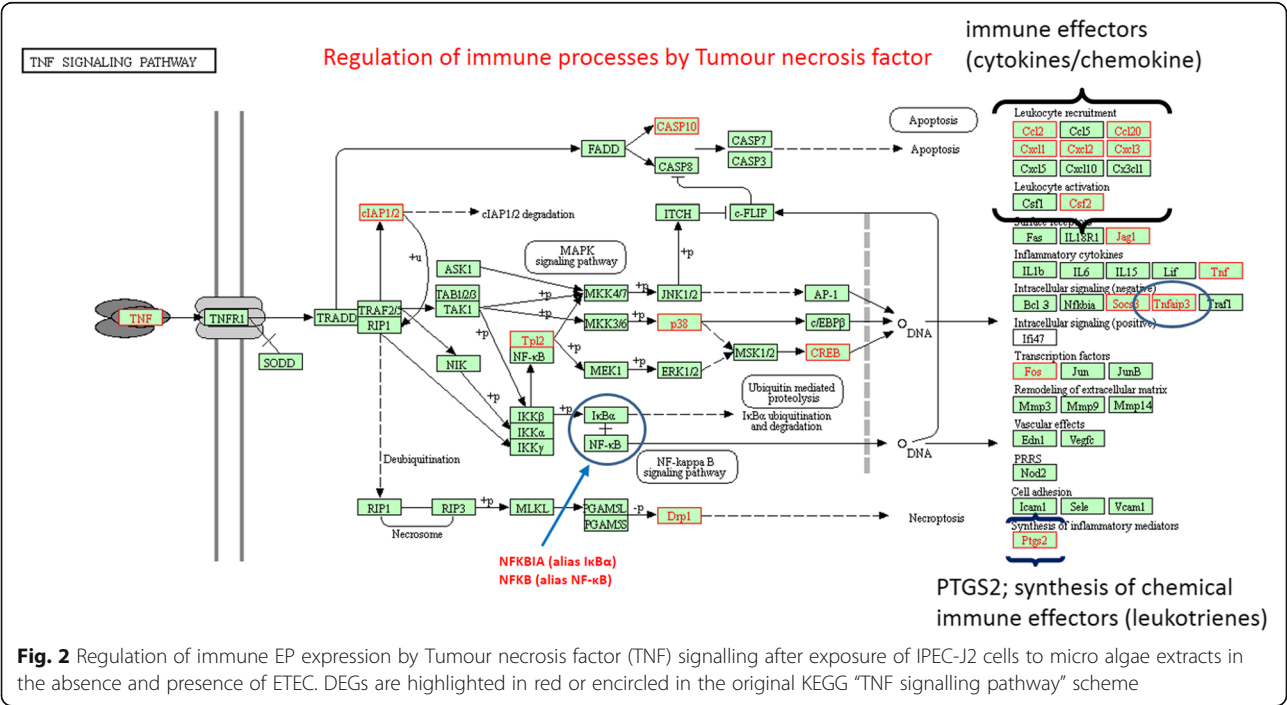 TNF SIGNALING PATHWAY
Regulation of immune processes by Tumour necrosis factor
immune effectors
(cytokines/chemokine)
TNF
TNFR1
SODD
TRADD
TRAF2/5
RIP1
cIAP1/2
cIAP1/2 degradation
+u
FADD
CASP10
CASP8
CASP7
CASP3
Apoptosis
Apoptosis
ITCH
c-FLIP
+p
MAPK
signaling pathway
ASK1
TAB1/2/3
TAK1
NIK
+p
+p
+p
+p
+p
MKK4/7
+p
JNK1/2
AP-1
MKK3/6
+p
p38
c/EBPβ
DNA
Tpl2
NF-κB
MEK1
+p
ERK1/2
MSK1/2
+p
CREB
Ubiquitin mediated
proteolysis
IKKβ
IKKα
IKKγ
+p
IκBα
+
NF-κB
IκBα ubiquitination
and degradation
NF-kappa B
signaling pathway
DNA
Deubiquitination
RIP1
RIP3
Necrosome
+p
MLKL
PGAM5L
PGAM5S
-p
Drp1
Necroptosis
NFKBIA (alias IκBα)
NFKB (alias NF-κB)
Leukocyte recruitment
Ccl2 Ccl5 Ccl20
Cxcl1 Cxcl2 Cxcl3
Cxcl5 Cxcl10 Cx3cl1
Leukocyte activation
Csf1 Csf2
Surface receptors
Fas IL18R1 Jag1
Inflammatory cytokines
IL1b IL6 IL15 Lif Tnf
Intracellular signaling (negative)
Bcl3 Nfkbia Socs3 Tnfaip3 Traf1
Intracellular signaling (positive)
Ifi47
Transcription factors
Fos Jun JunB
Remodeling of extracellular matrix
Mmp3 Mmp9 Mmp14
Vascular effects
Edn1 Vegfc
PRRS
Nod2
Cell adhesion
Icam1 Sele Vcam1
Synthesis of inflammatory mediators
Ptgs2
PTGS2; synthesis of chemical
immune effectors (leukotrienes)
Fig. 2 Regulation of immune EP expression by Tumour necrosis factor (TNF) signalling after exposure of IPEC-J2 cells to micro algae extracts in
the absence and presence of ETEC. DEGs are highlighted in red or encircled in the original KEGG “TNF signalling pathway” scheme